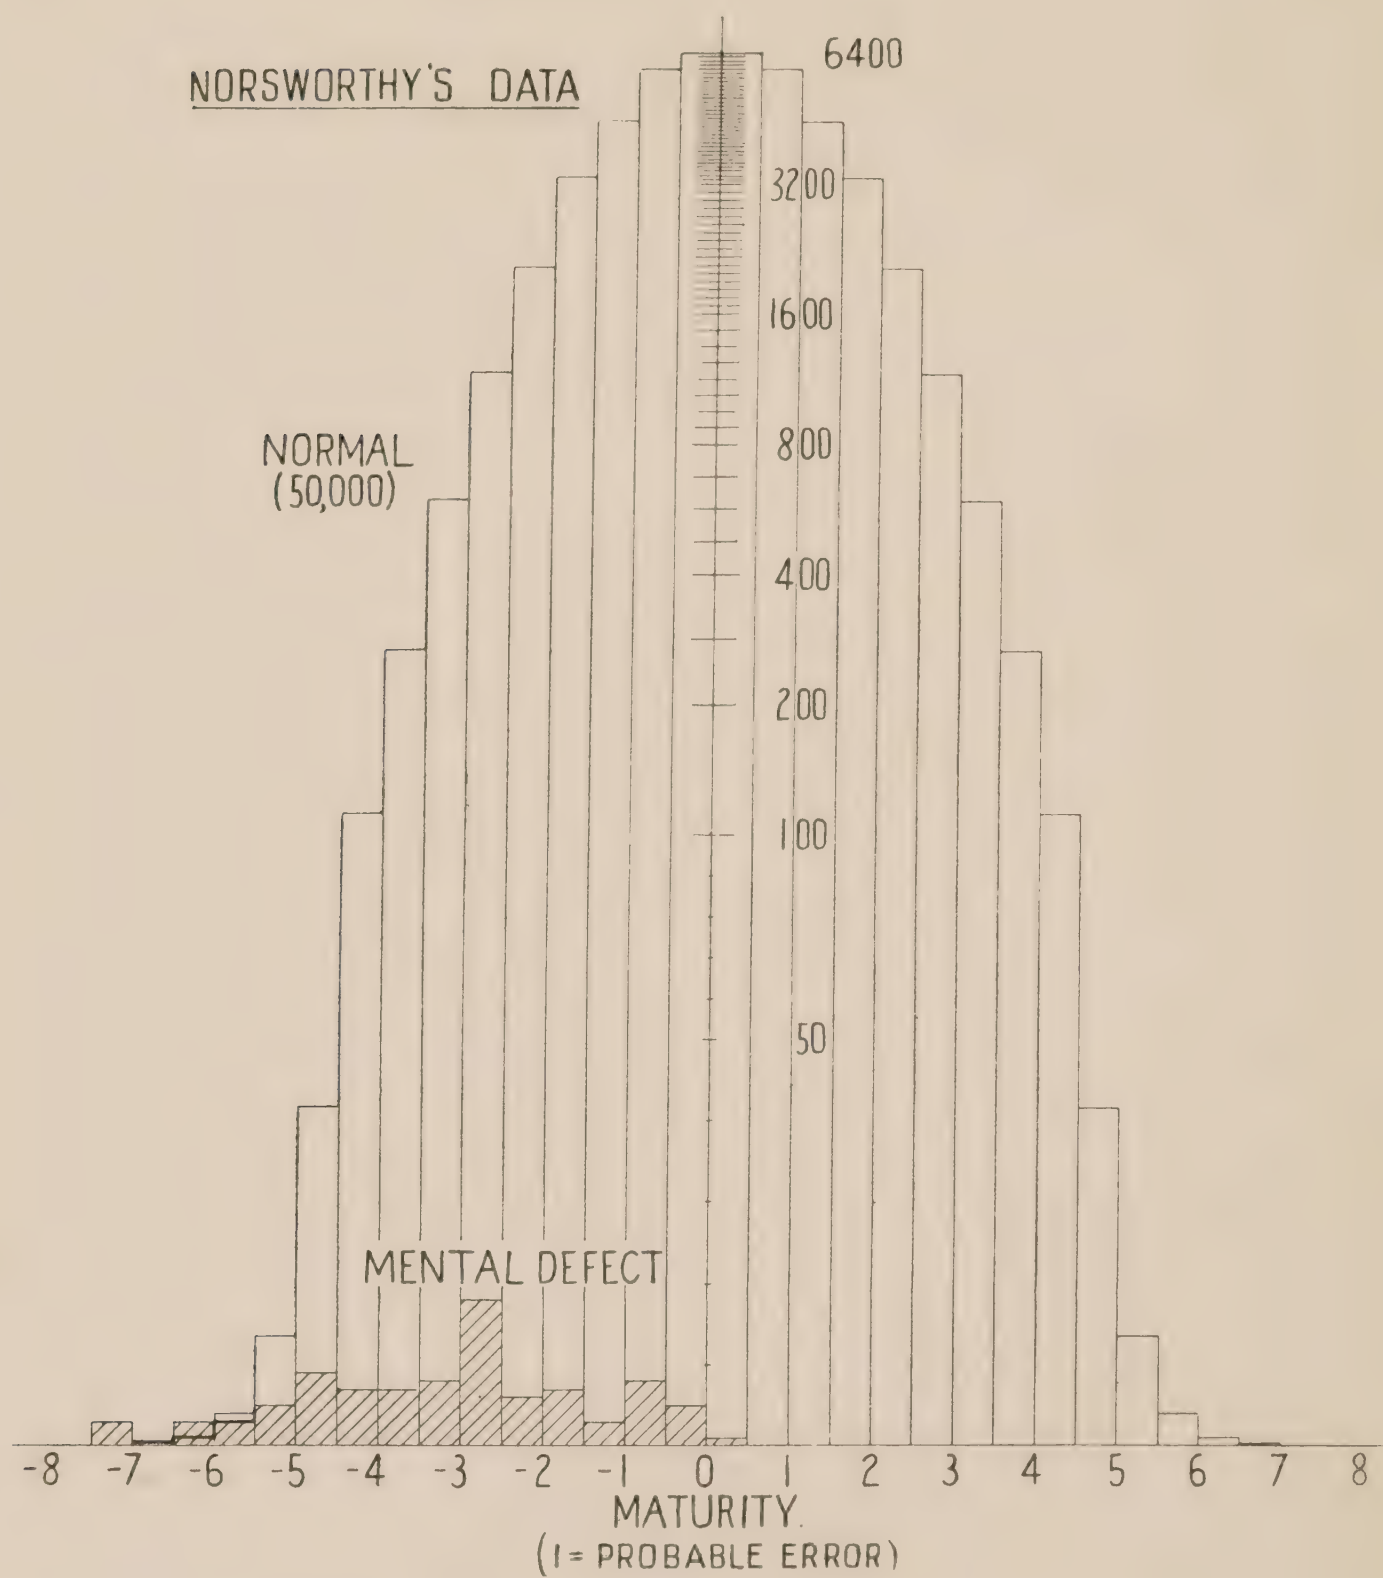 NORSWORTHY'S DATA
6400
3200
1600
NORMAL
(50,000)
800
400
200
100
50
MENTAL DEFECT
-8 -7 -6 -5 -4 -3 -2 -1 0 1 2 3 4 5 6 7 8
MATURITY.
(1 = PROBABLE ERROR)